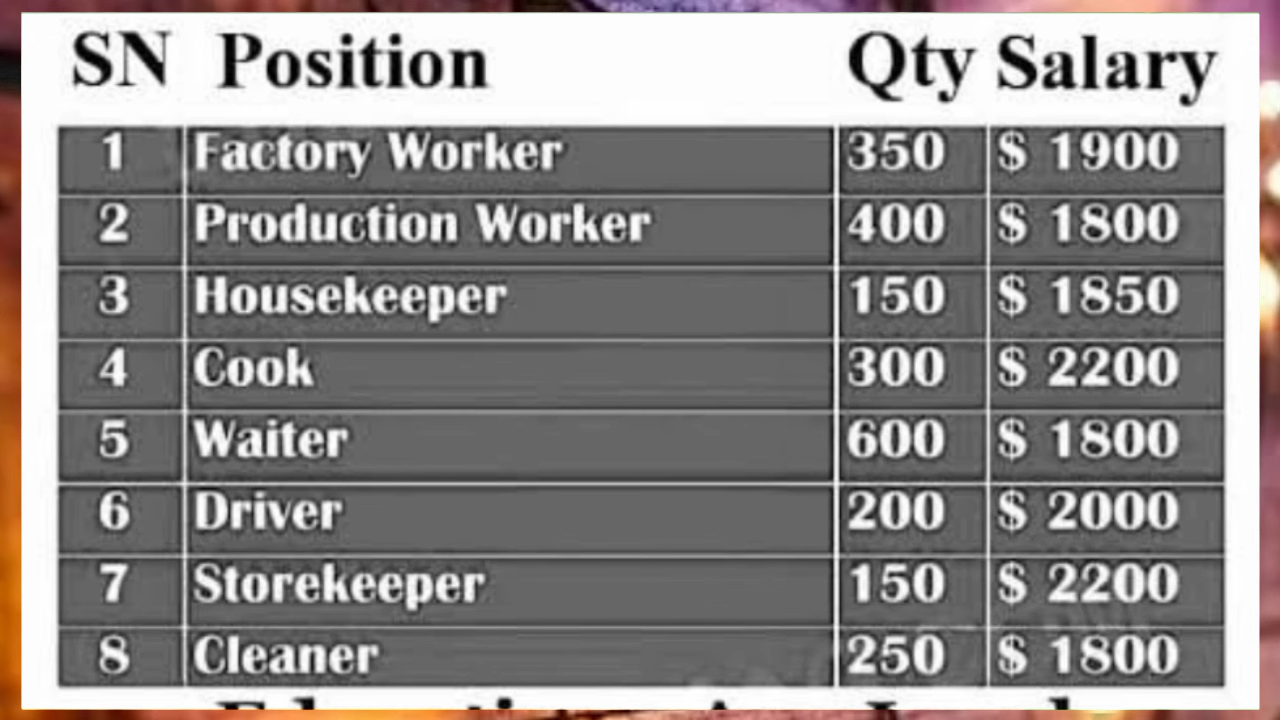 SN Position Qty Salary
1 Factory Worker 350 $ 1900
2 Production Worker 400 $ 1800
3 Housekeeper 150 $ 1850
4 Cook 300 $ 2200
5 Waiter 600 $ 1800
6 Driver 200 $ 2000
7 Storekeeper 150 $ 2200
8 Cleaner 250 $ 1800